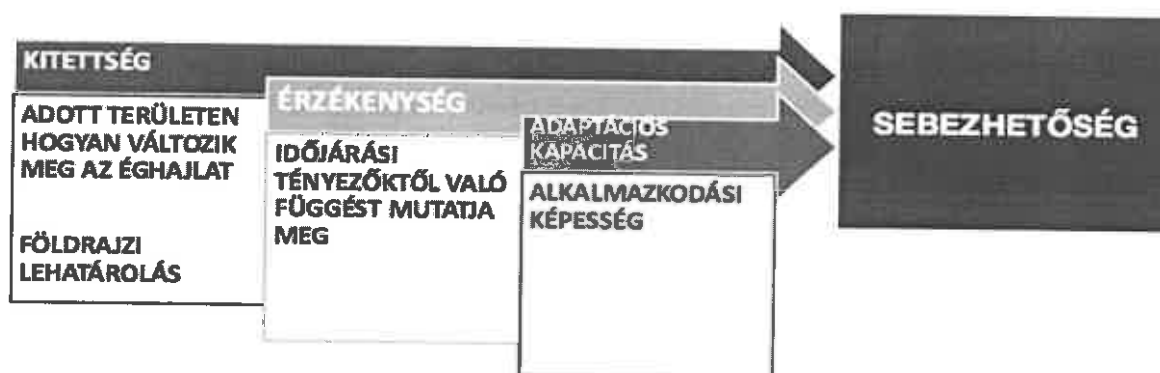 KITETTSÉG
ADOTT TERÜLETEN
HOGYAN VÁLTOZIK
MEG AZ ÉGHAJLAT
FÖLDRAJZI
LEHATÁROLÁS
ÉRZÉKENYSÉG
IDŐJÁRÁSI
TÉNYEZŐKTŐL VALÓ
FÜGGÉST MUTATJA
MEG
ADAPTÁCIÓS
KAPACITÁS
ALKALMAZKODÁSI
KÉPESSÉG
SEBEZHETŐSÉG